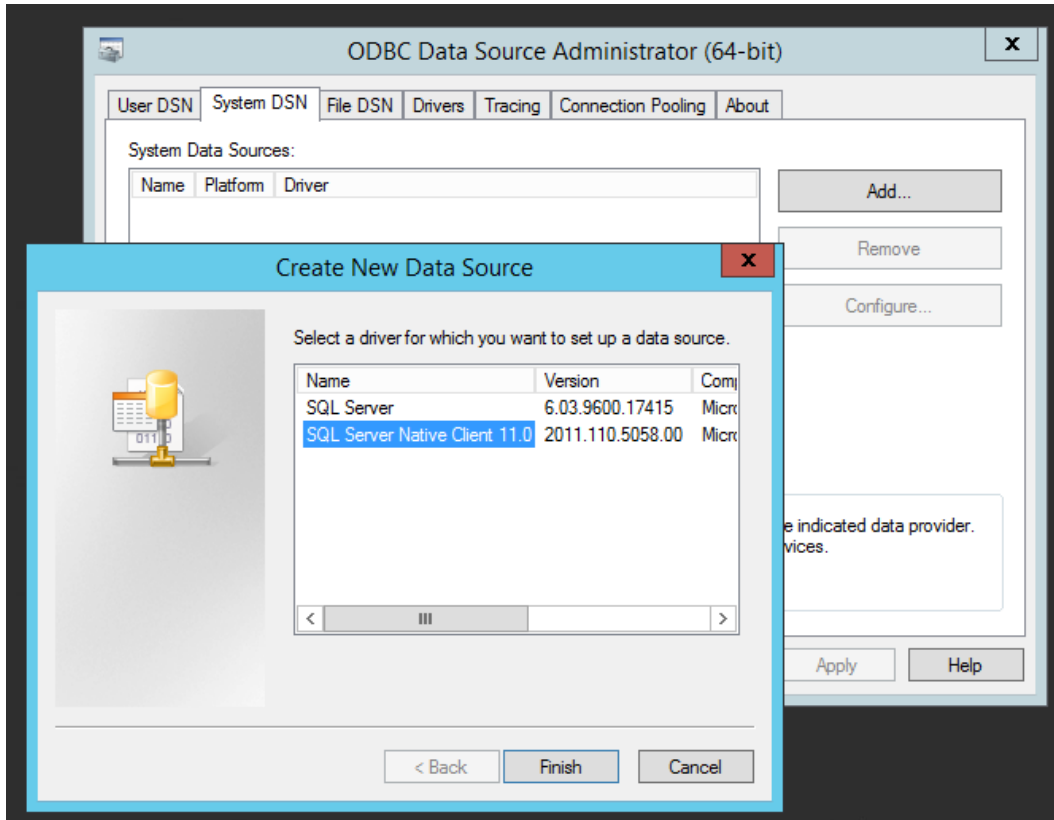 ODBC Data Source Administrator (64-bit)
x
User DSN System DSN File DSN Drivers Tracing Connection Pooling About
System Data Sources:
Name Platform Driver
Add...
Remove
Configure...
Create New Data Source
x
Select a driver for which you want to set up a data source.
Name Version
SQL Server 6.03.9600.17415
SQL Server Native Client 11.0 2011.110.5058.00
e indicated data provider.
vices.
< Back Finish Cancel
Apply Help